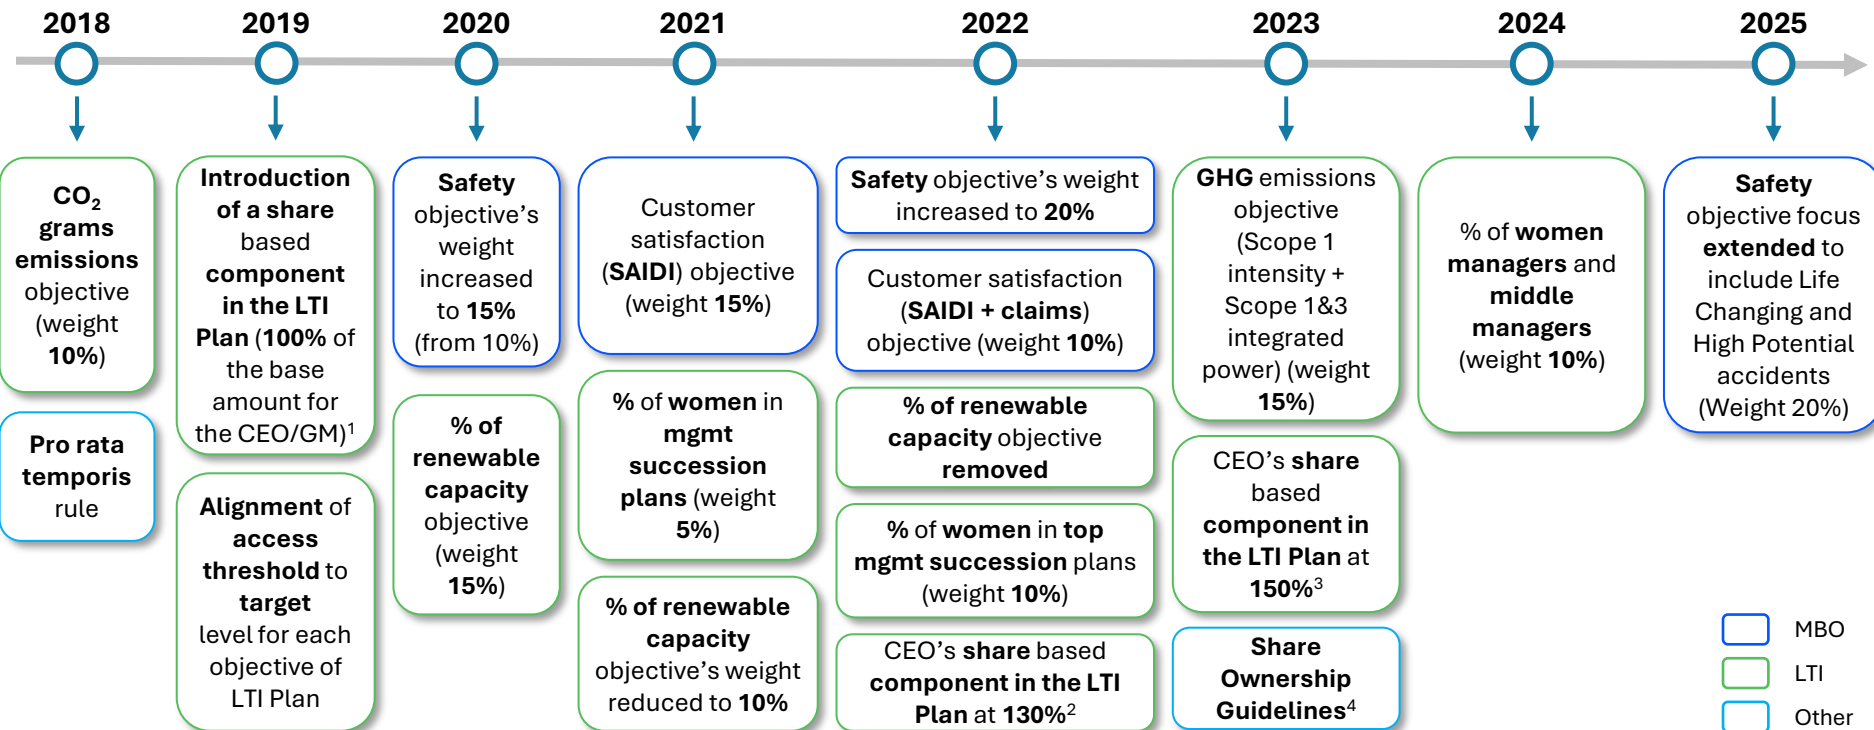 2018
2019
2020
2021
2022
2023
2024
2025
CO₂
grams
emissions
objective
(weight
10%)
Pro rata
temporis
rule
Introduction
of a share
based
component
in the LTI
Plan (100% of
the base
amount for
the CEO/GM)¹
Alignment of
access
threshold to
target
level for each
objective of
LTI Plan
Safety
objective’s
weight
increased
to 15%
(from 10%)
% of
renewable
capacity
objective
(weight
15%)
Customer
satisfaction
(SAIDI) objective
(weight 15%)
% of women in
mgmt
succession
plans (weight
5%)
% of renewable
capacity
objective’s weight
reduced to 10%
Safety objective’s weight
increased to 20%
Customer satisfaction
(SAIDI + claims)
objective (weight 10%)
% of renewable
capacity objective
removed
% of women in top
mgmt succession plans
(weight 10%)
CEO’s share based
component in the LTI
Plan at 130%²
GHG emissions
objective
(Scope 1
intensity +
Scope 1&3
integrated
power) (weight
15%)
CEO’s share
based
component in
the LTI Plan at
150%³
Share
Ownership
Guidelines⁴
% of women
managers and
middle
managers
(weight 10%)
Safety
objective focus
extended to
include Life
Changing and
High Potential
accidents
(Weight 20%)
MBO
LTI
Other